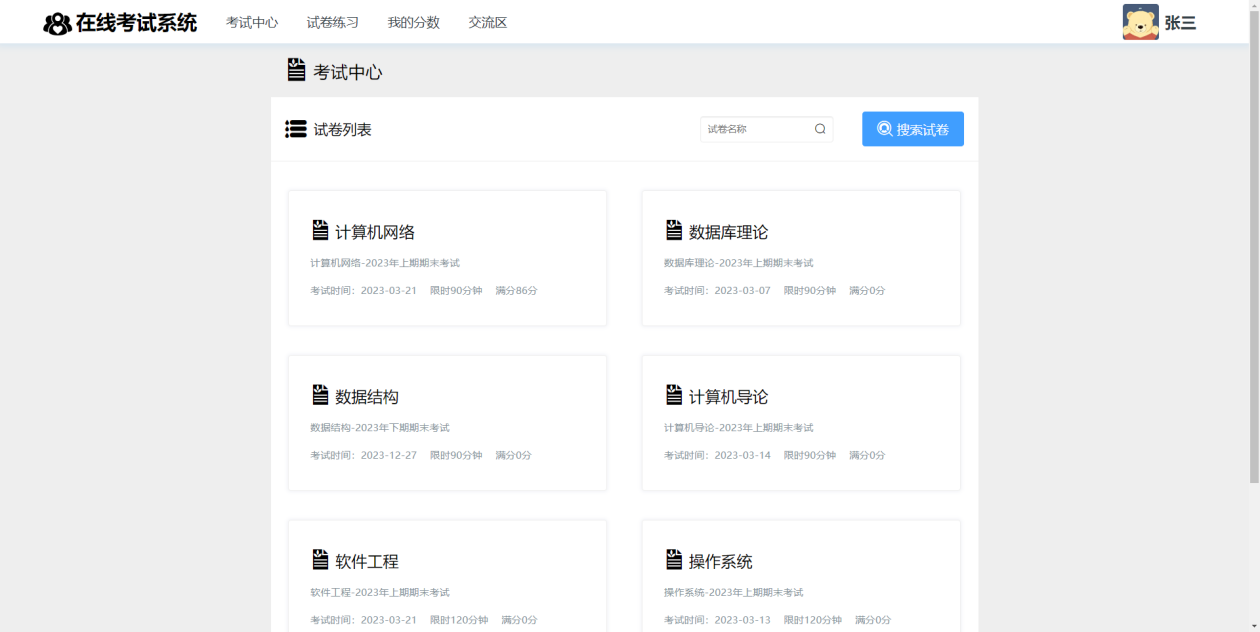 在线考试系统 考试中心 试卷练习 我的分数 交流区 张三
考试中心
试卷列表 试卷名称 搜索试卷
计算机网络
计算机网络-2023年上期期末考试
考试时间：2023-03-21 限时90分钟 满分86分
数据库理论
数据库理论-2023年上期期末考试
考试时间：2023-03-07 限时90分钟 满分0分
数据结构
数据结构-2023年下期期末考试
考试时间：2023-12-27 限时90分钟 满分0分
计算机导论
计算机导论-2023年上期期末考试
考试时间：2023-03-14 限时90分钟 满分0分
软件工程
软件工程-2023年上期期末考试
考试时间：2023-03-21 限时120分钟 满分0分
操作系统
操作系统-2023年上期期末考试
考试时间：2023-03-13 限时120分钟 满分0分